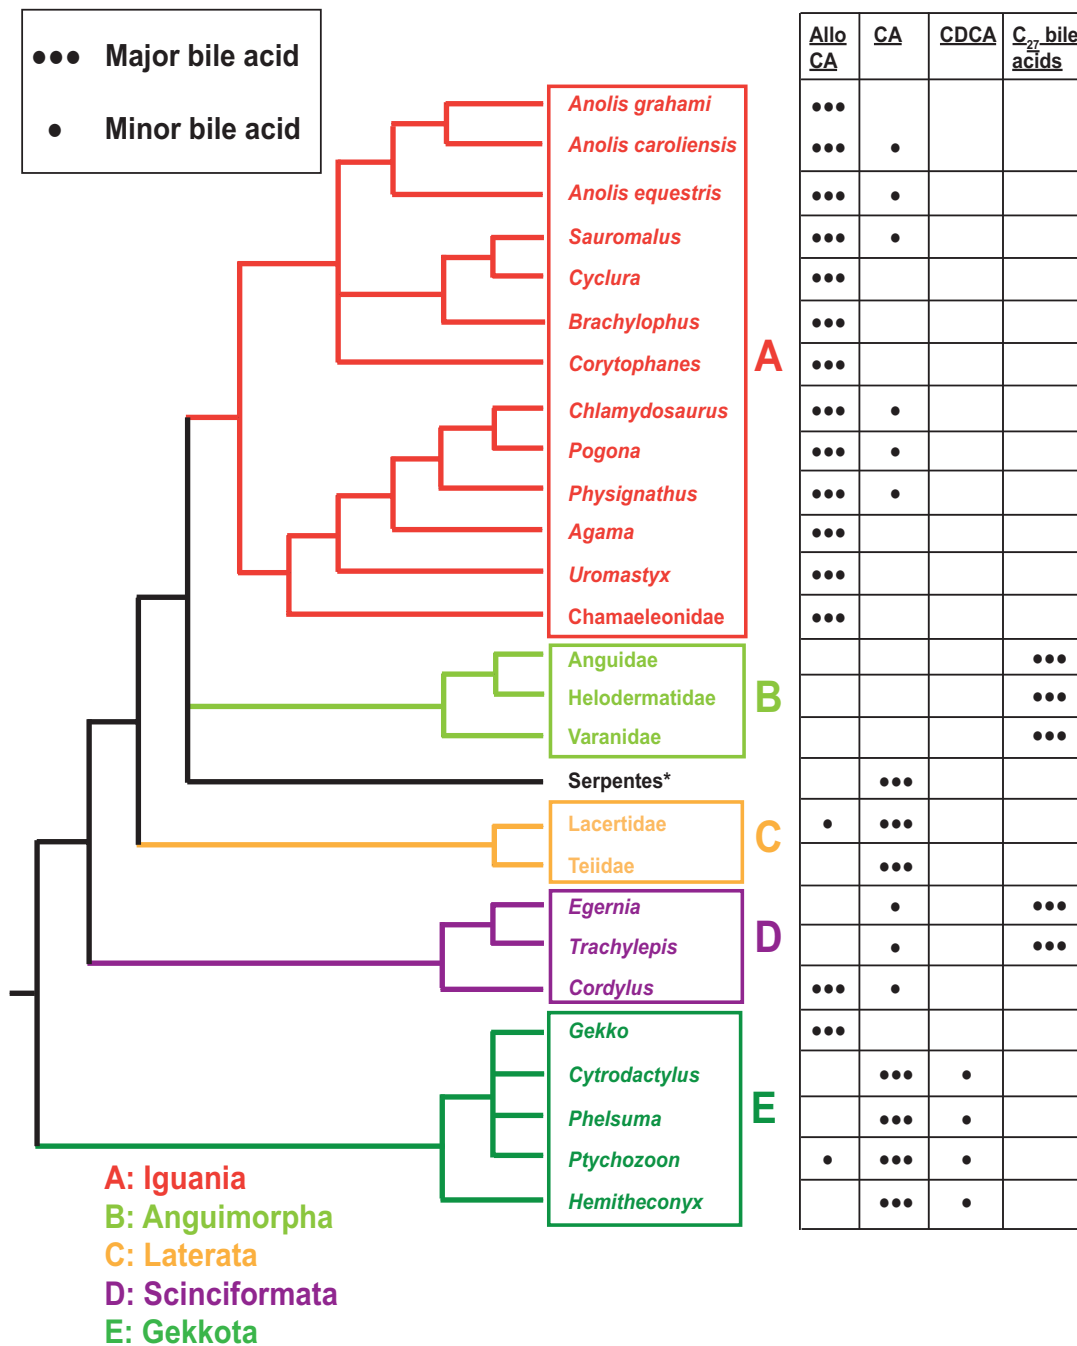 ●●● Major bile acid
● Minor bile acid
Allo CA
CA
CDCA
C27 bile acids
Anolis grahami ●●●
Anolis caroliensis ●●● ●
Anolis equestris ●●● ●
Sauromalus ●●● ●
Cyclura ●●●
Brachylophus ●●●
Corytophanes ●●●
A
Chlamydosaurus ●●● ●
Pogona ●●● ●
Physignathus ●●● ●
Agama ●●●
Uromastyx ●●●
Chamaeleonidae ●●●
Anguidae ●●●
Helodermatidae ●●●
B
Varanidae ●●●
Serpentes* ●●●
Lacertidae ● ●●●
C
Teiidae ●●●
Egernia ● ●●●
Trachylepis ● ●●●
D
Cordylus ●●● ●
Gekko ●●●
Cytrodactylus ●●● ●
E
Phelsuma ●●● ●
Ptychozoon ● ●●● ●
Hemitheconyx ●●● ●
A: Iguania
B: Anguimorpha
C: Laterata
D: Scinciformata
E: Gekkota